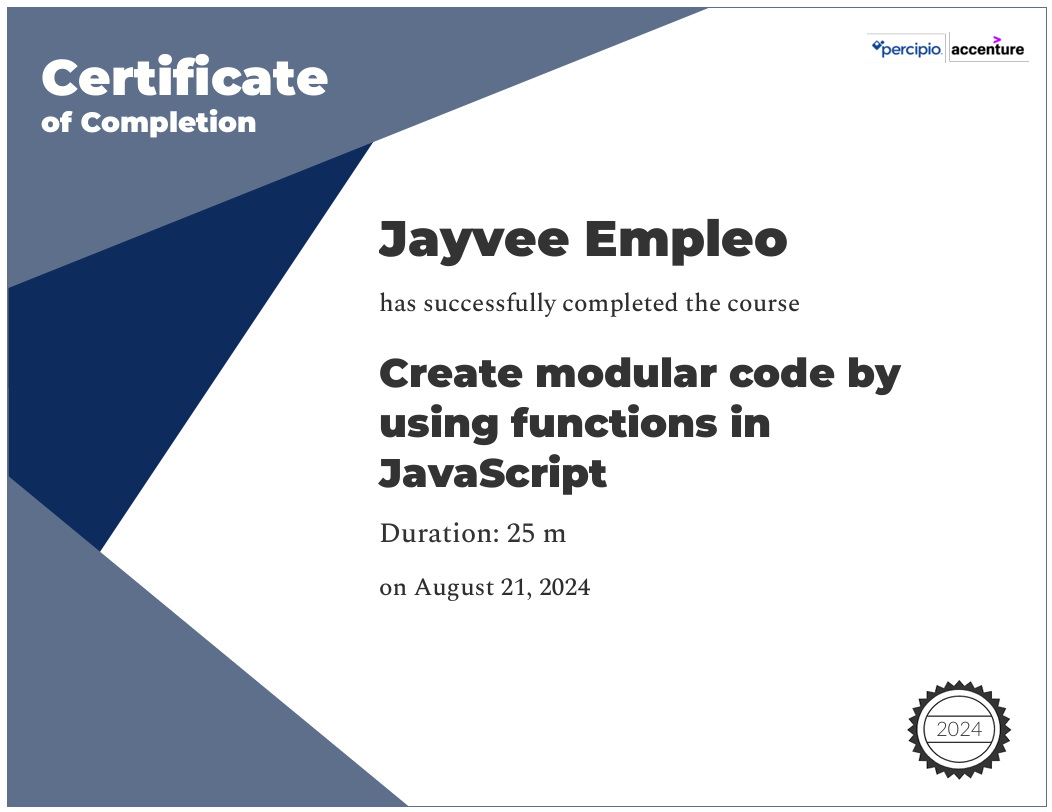 Certificate
of Completion
percipio. accenture
Jayvee Empleo
has successfully completed the course
Create modular code by
using functions in
JavaScript
Duration: 25 m
on August 21, 2024
2024